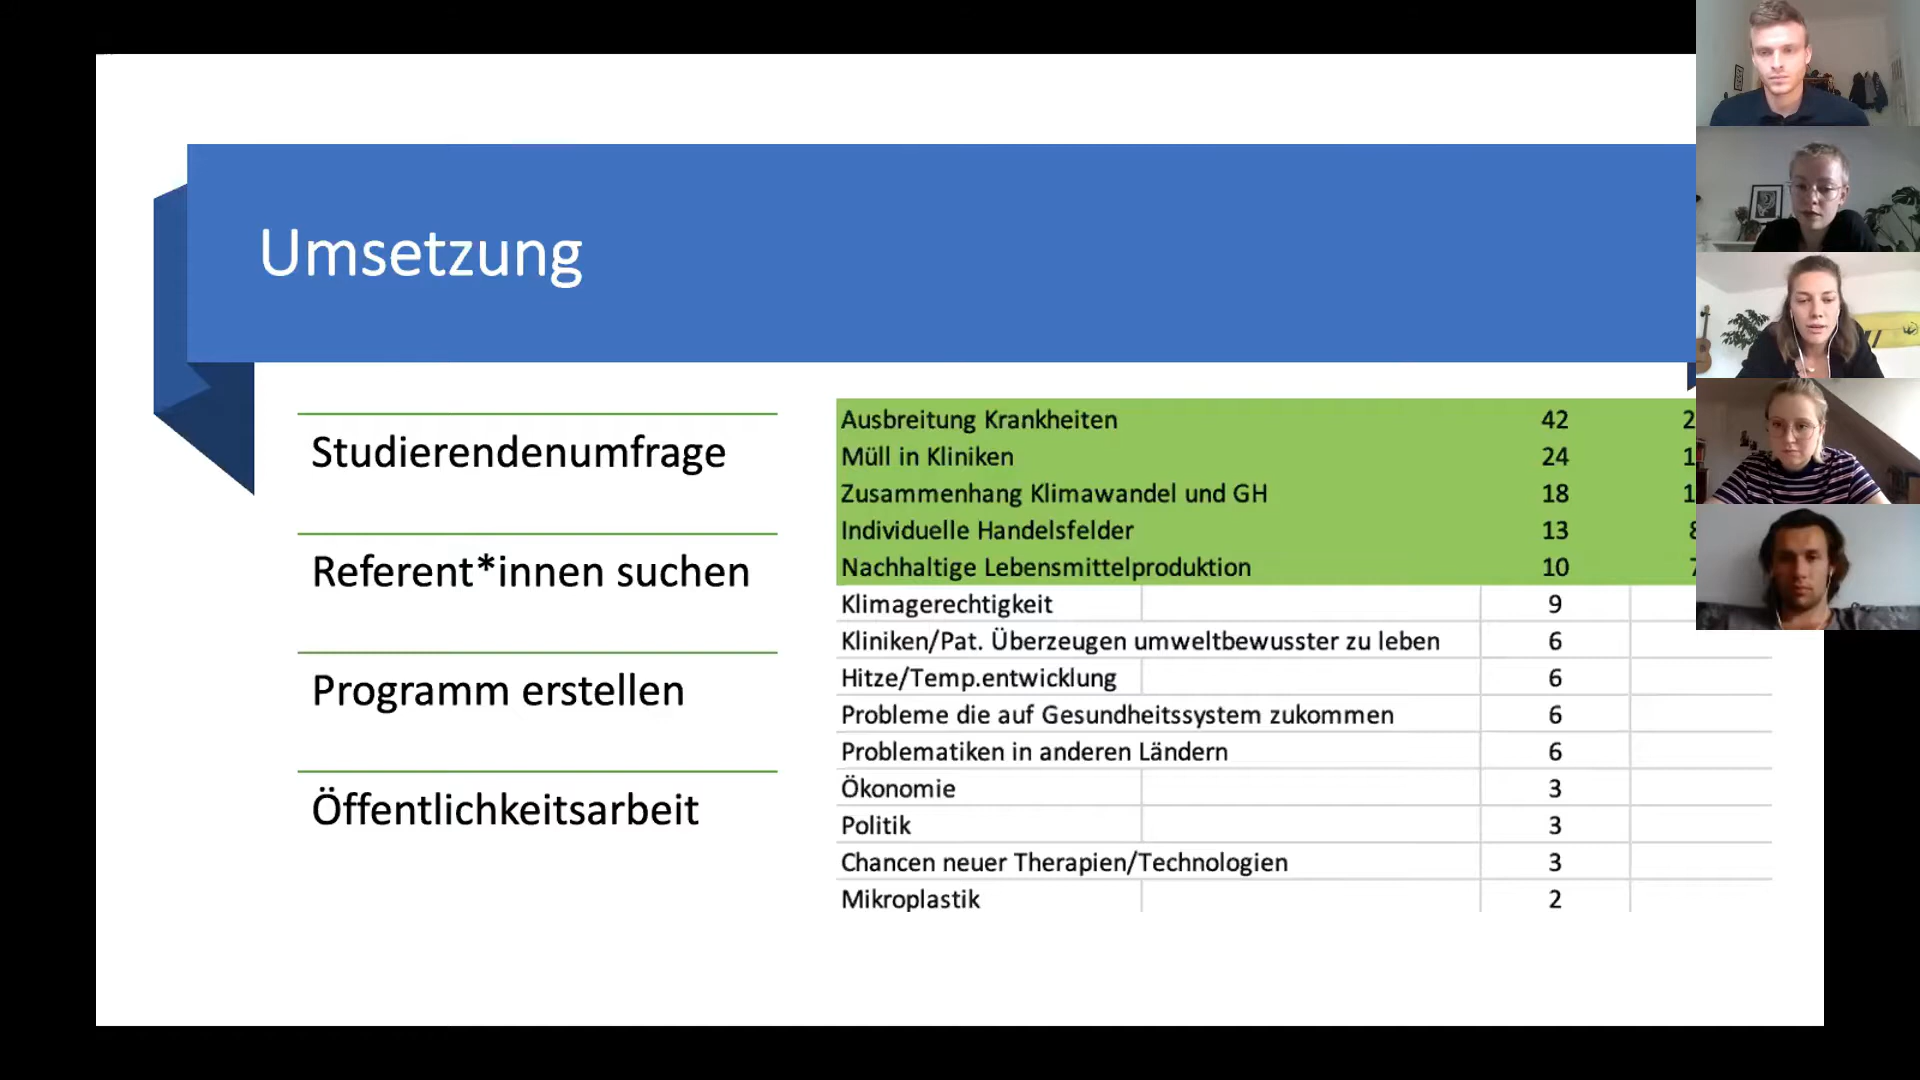 Umsetzung
Studierendenumfrage
Referent*innen suchen
Programm erstellen
Öffentlichkeitsarbeit
Ausbreitung Krankheiten 42
Müll in Kliniken 24
Zusammenhang Klimawandel und GH 18
Individuelle Handelsfelder 13
Nachhaltige Lebensmittelproduktion 10
Klimagerechtigkeit 9
Kliniken/Pat. Überzeugen umweltbewusster zu leben 6
Hitze/Temp.entwicklung 6
Probleme die auf Gesundheitssystem zukommen 6
Problematiken in anderen Ländern 6
Ökonomie 3
Politik 3
Chancen neuer Therapien/Technologien 3
Mikroplastik 2